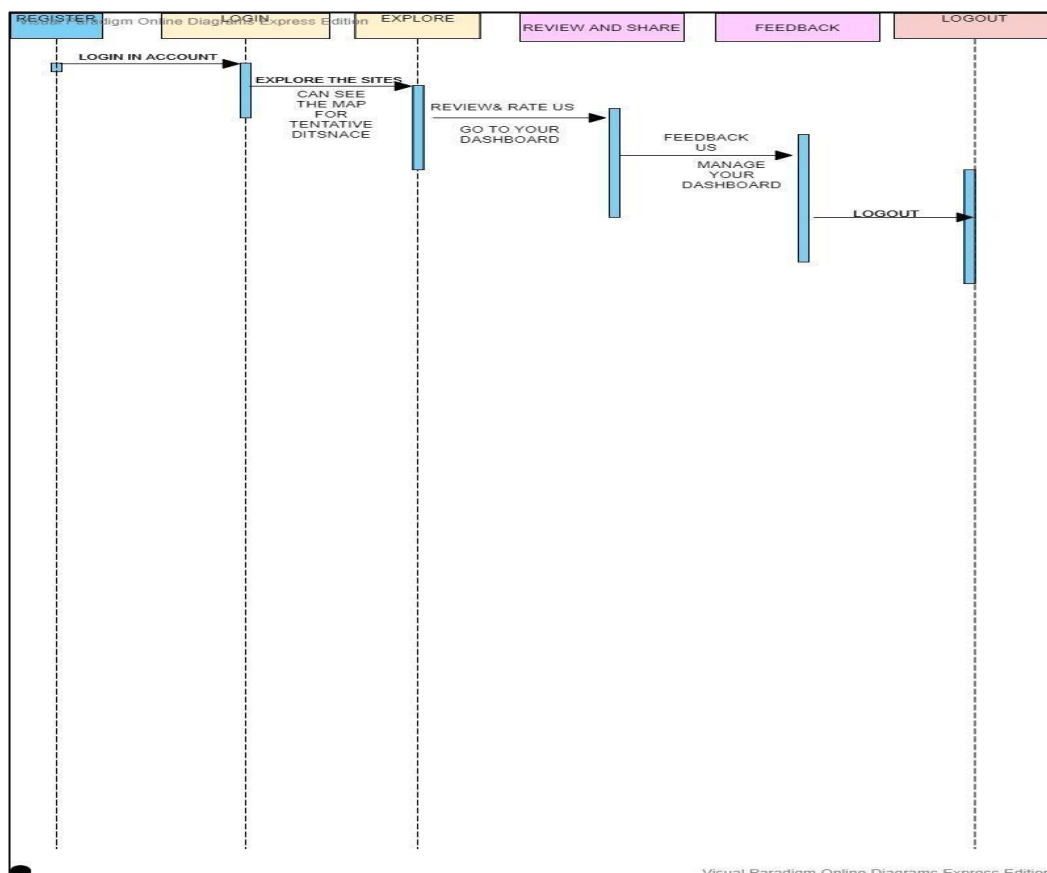 REGISTER
Visual Paradigm Online Diagrams Express Edition
LOGIN
EXPLORE
REVIEW AND SHARE
FEEDBACK
LOGOUT
LOGIN IN ACCOUNT
EXPLORE THE SITES
CAN SEE
THE MAP
FOR
TENTATIVE
DITSNACE
REVIEW& RATE US
GO TO YOUR
DASHBOARD
FEEDBACK
US
MANAGE
YOUR
DASHBOARD
LOGOUT
Visual Paradigm Online Diagrams Express Edition